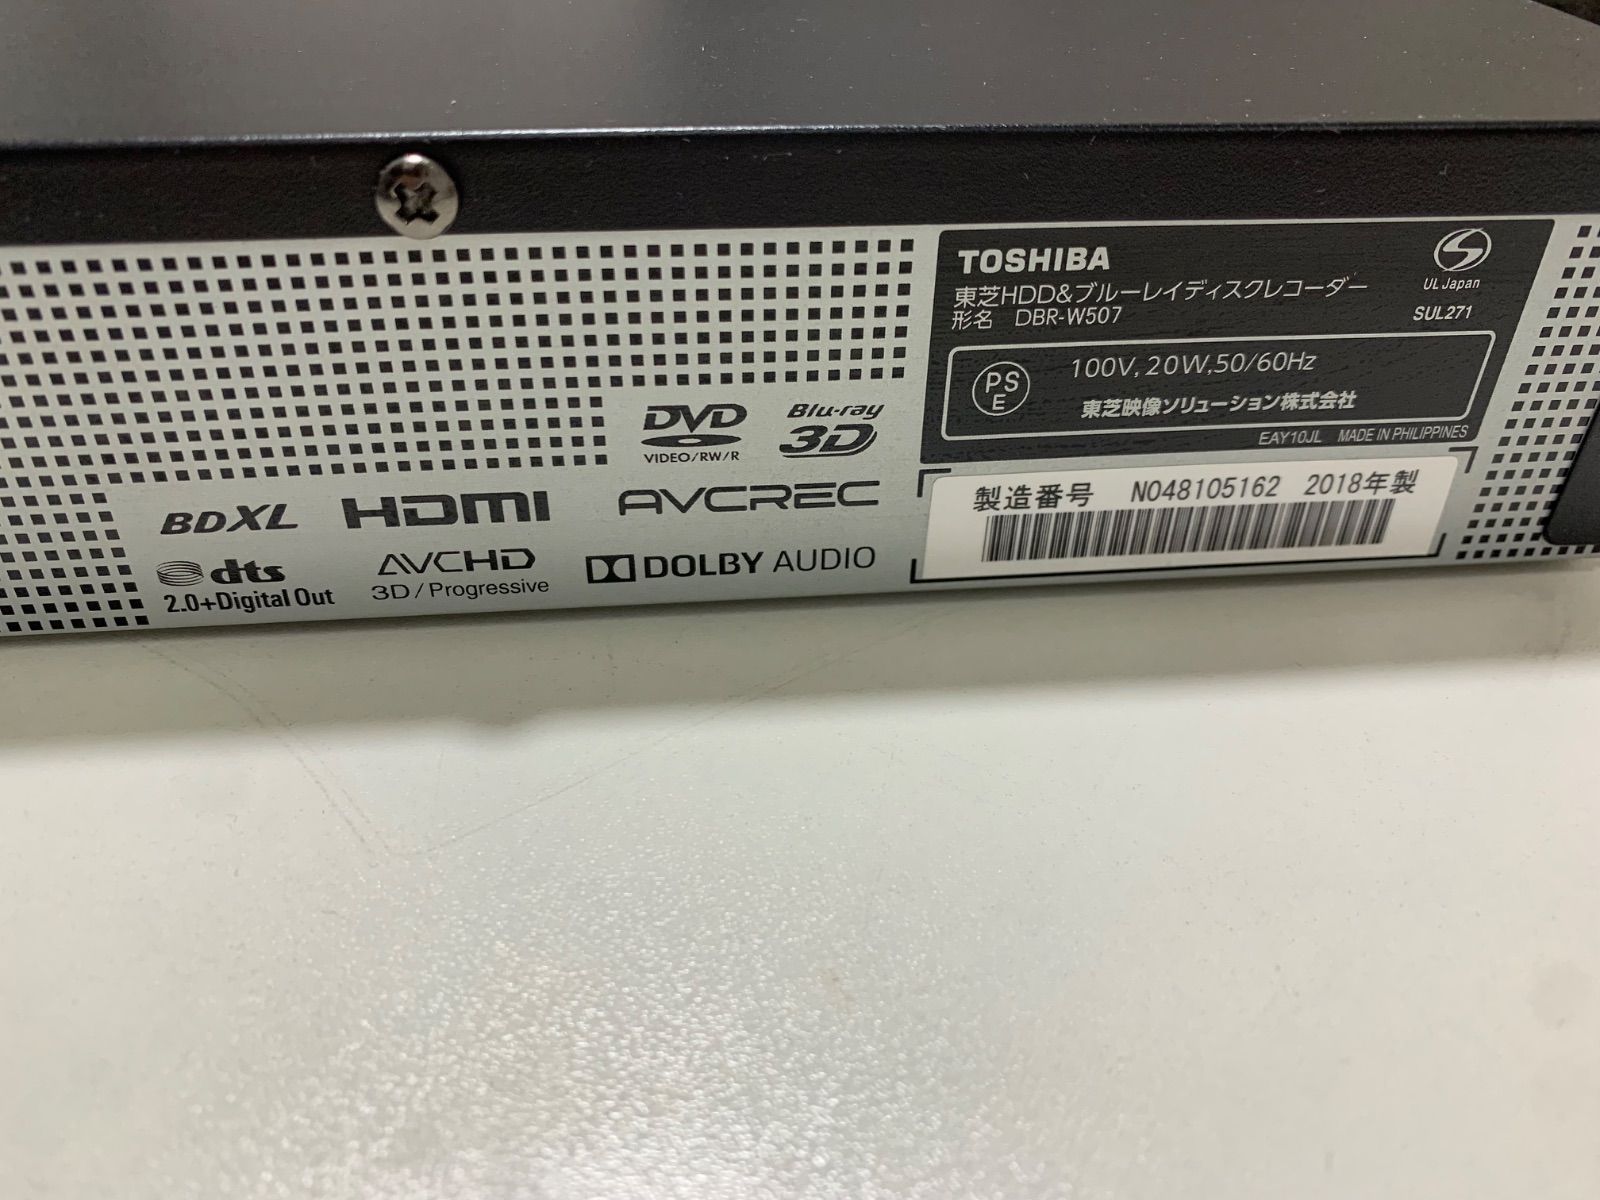 TOSHIBA
東芝HDD&ブルーレイディスクレコーダー
形名 DBR-W507
UL Japan
SUL271
PSE
100V, 20W, 50/60Hz
東芝映像ソリューション株式会社
EAY10JL MADE IN PHILIPPINES
製造番号 NO48105162 2018年製
DVD
VIDEO/RW/R
Blu-ray
3D
BDXL
HDMI
AVCREC
dts
2.0+Digital Out
AVCHD
3D/Progressive
DOLBY AUDIO